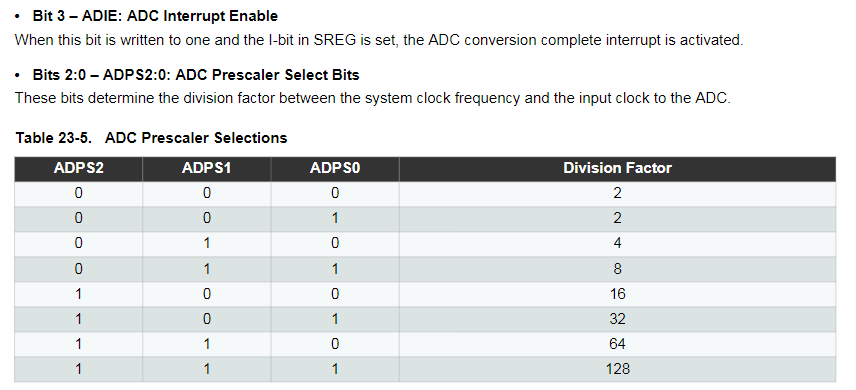 • Bit 3 – ADIE: ADC Interrupt Enable
When this bit is written to one and the I-bit in SREG is set, the ADC conversion complete interrupt is activated.
• Bits 2:0 – ADPS2:0: ADC Prescaler Select Bits
These bits determine the division factor between the system clock frequency and the input clock to the ADC.
Table 23-5. ADC Prescaler Selections
ADPS2 ADPS1 ADPS0 Division Factor
0 0 0 2
0 0 1 2
0 1 0 4
0 1 1 8
1 0 0 16
1 0 1 32
1 1 0 64
1 1 1 128